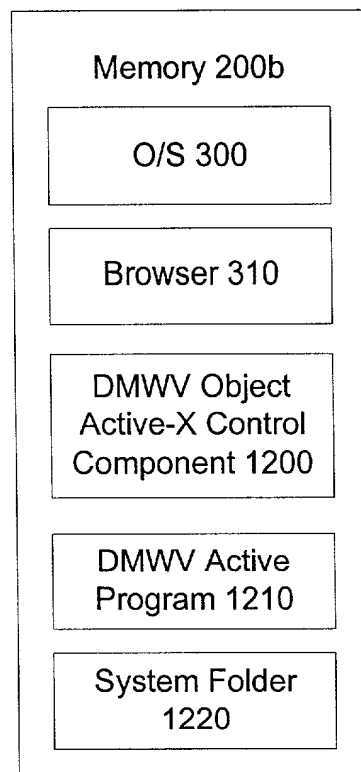 Memory 200b
O/S 300
Browser 310
DMWV Object
Active-X Control
Component 1200
DMWV Active
Program 1210
System Folder
1220